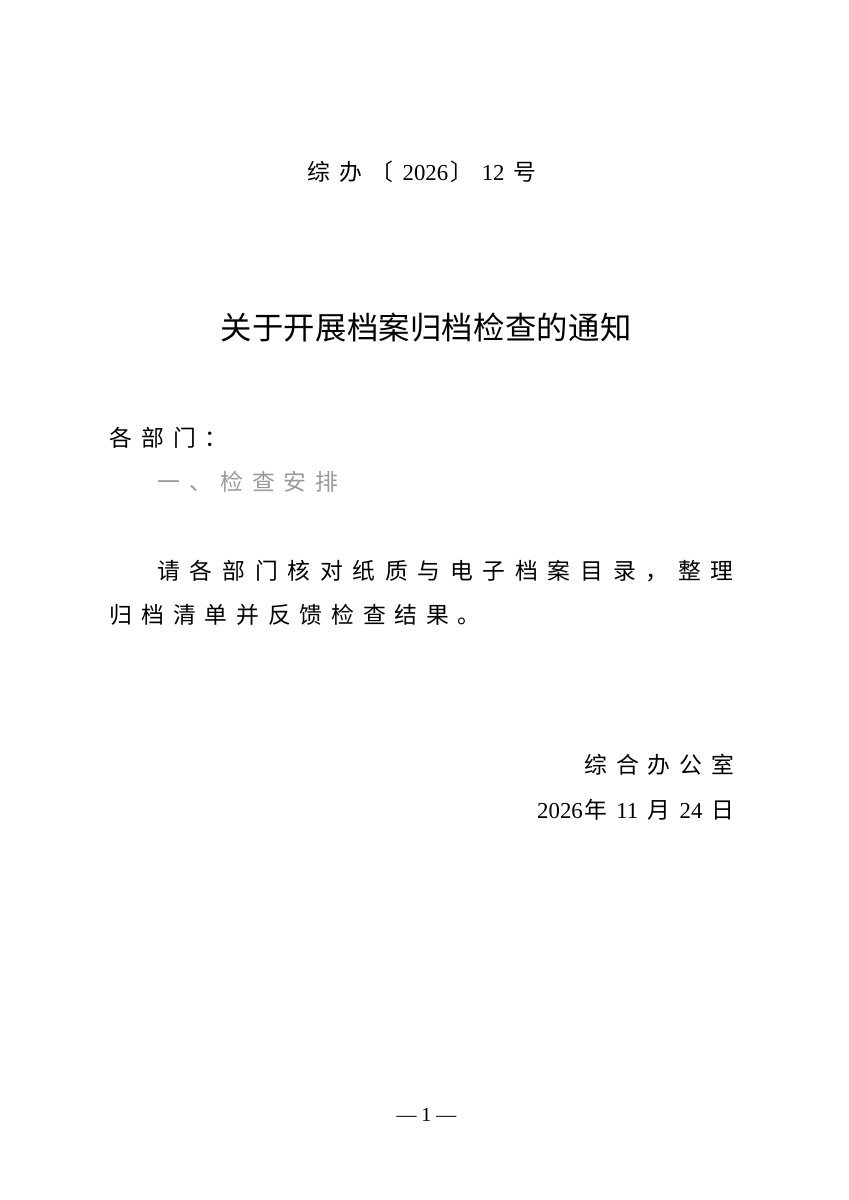 综办〔2026〕12号
关于开展档案归档检查的通知
各部门：
一、检查安排
请各部门核对纸质与电子档案目录，整理
归档清单并反馈检查结果。
综合办公室
2026年11月24日
— 1 —